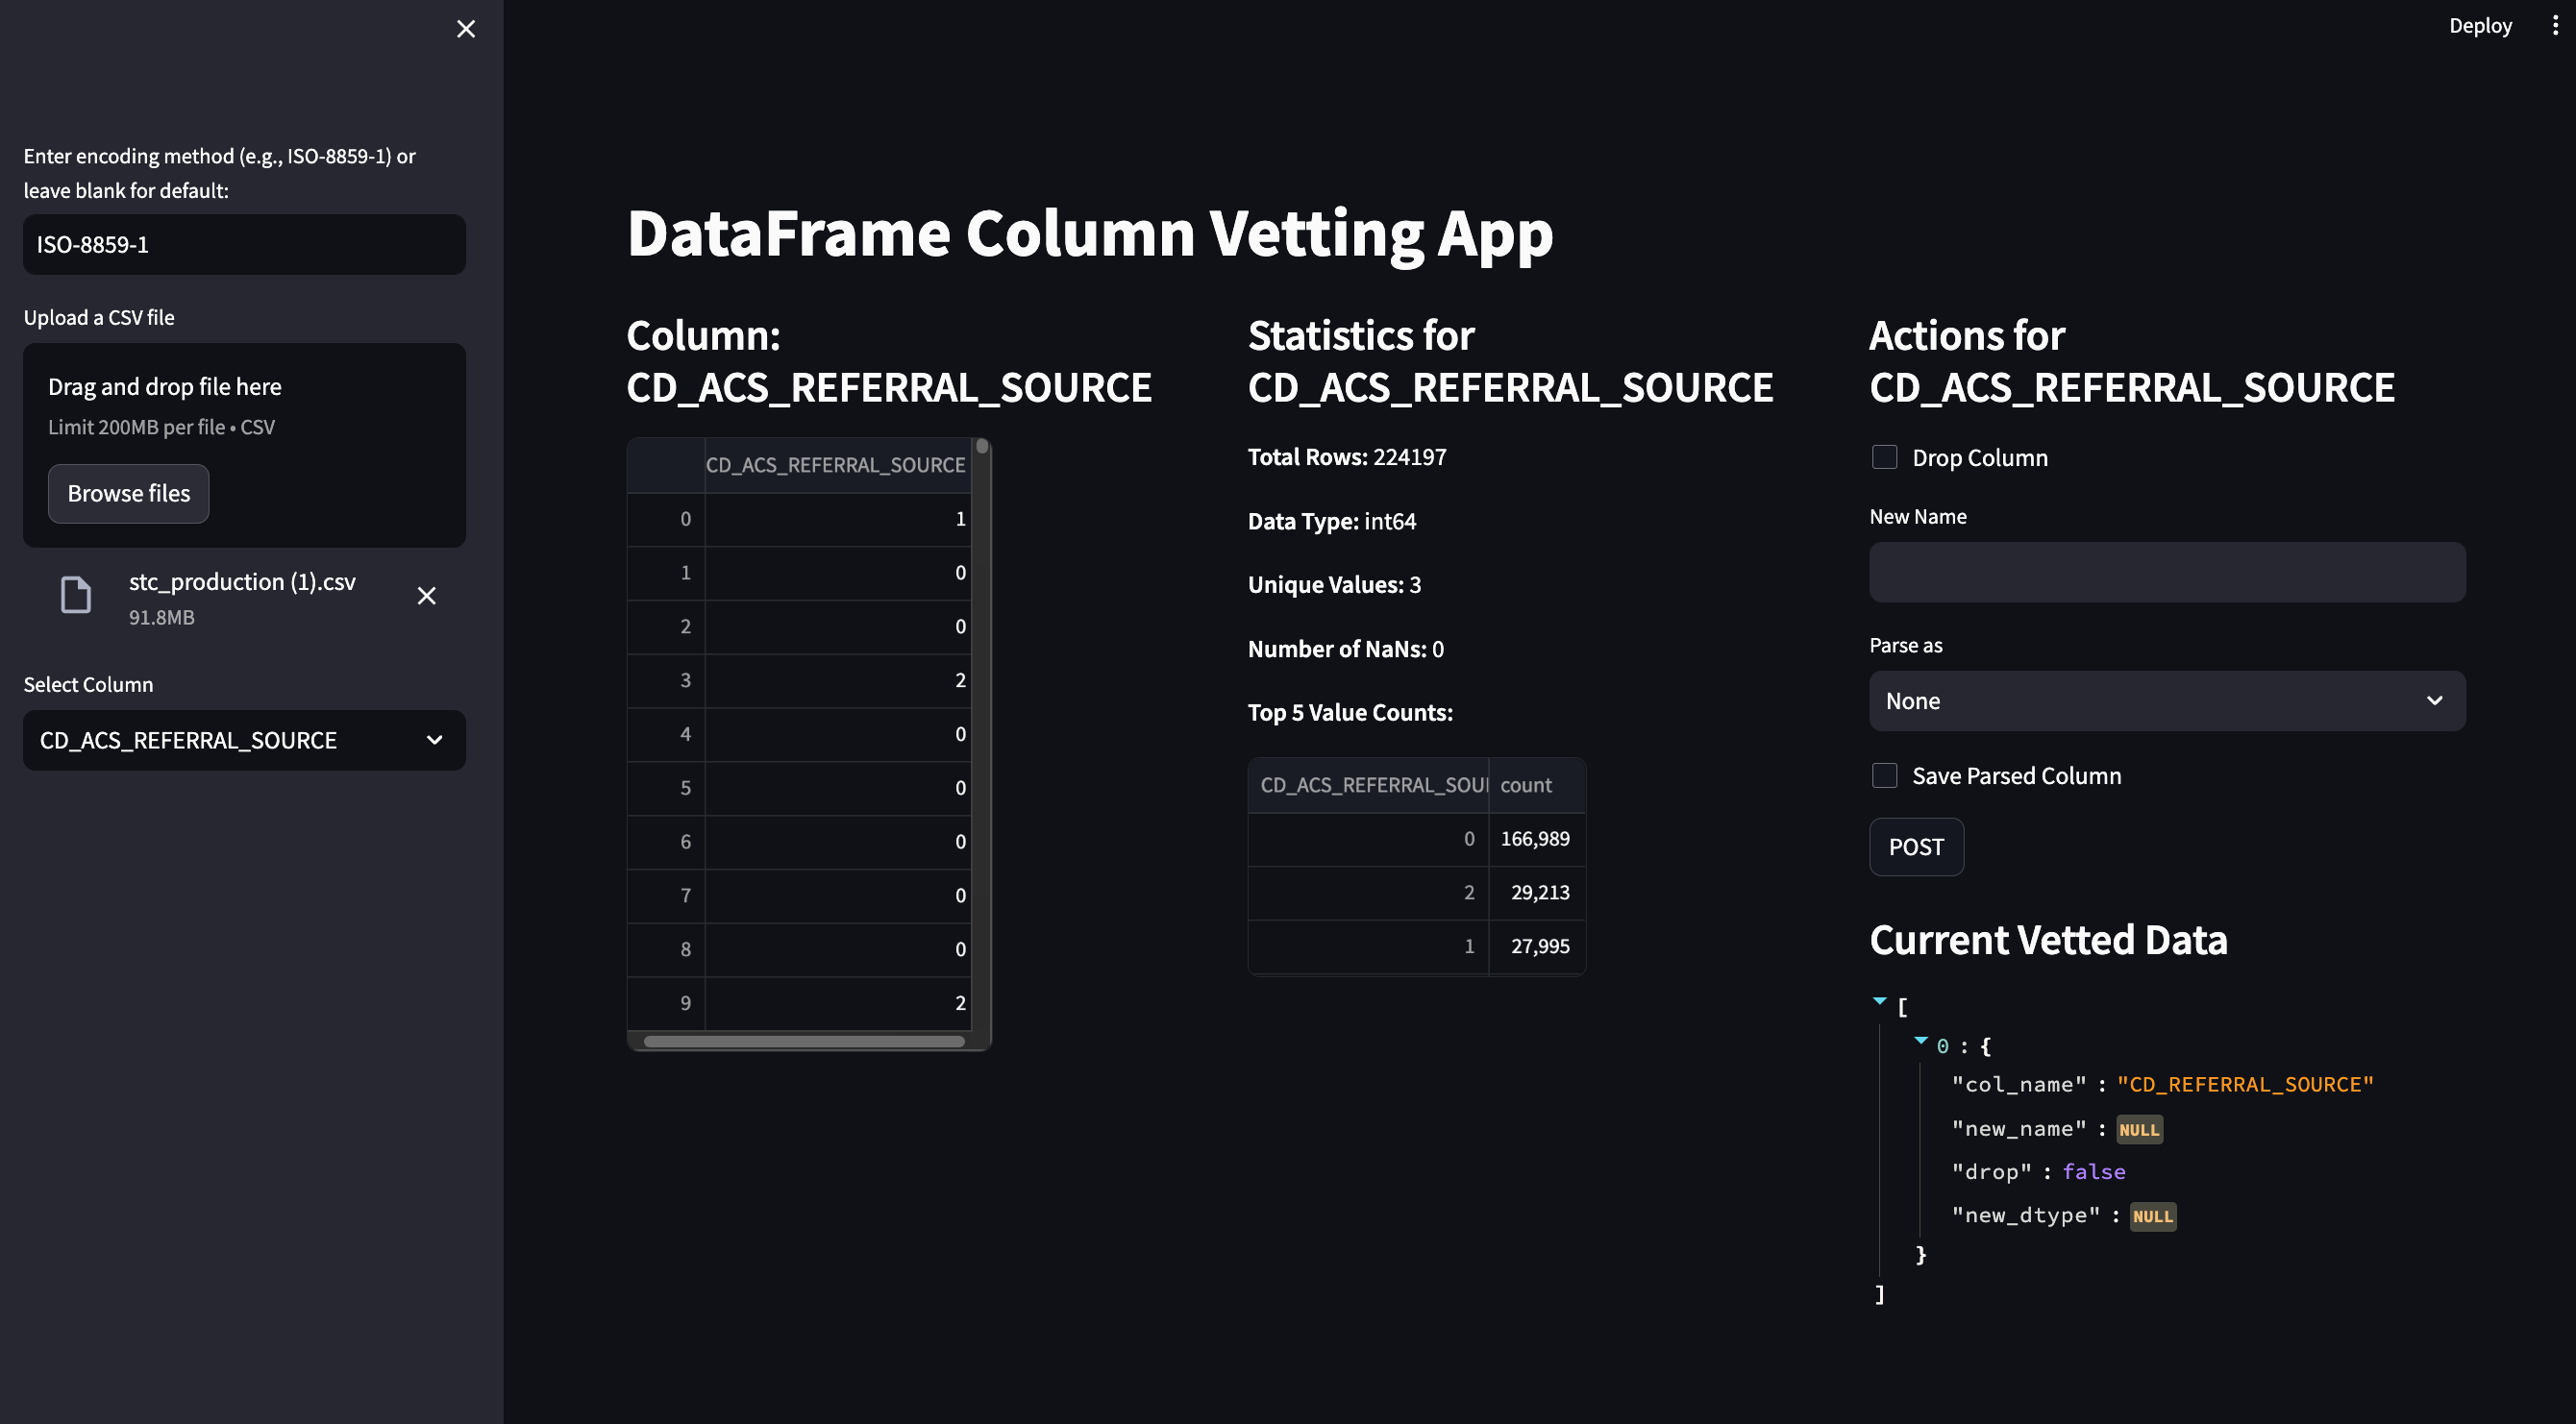 Deploy
Enter encoding method (e.g., ISO-8859-1) or
leave blank for default:
ISO-8859-1
Upload a CSV file
Drag and drop file here
Limit 200MB per file • CSV
Browse files
stc_production (1).csv
91.8MB
Select Column
CD_ACS_REFERRAL_SOURCE
DataFrame Column Vetting App
Column:
CD_ACS_REFERRAL_SOURCE
CD_ACS_REFERRAL_SOURCE
0 1
1 0
2 0
3 2
4 0
5 0
6 0
7 0
8 0
9 2
Statistics for
CD_ACS_REFERRAL_SOURCE
Total Rows: 224197
Data Type: int64
Unique Values: 3
Number of NaNs: 0
Top 5 Value Counts:
CD_ACS_REFERRAL_SOU count
0 166,989
2 29,213
1 27,995
Actions for
CD_ACS_REFERRAL_SOURCE
Drop Column
New Name
Parse as
None
Save Parsed Column
POST
Current Vetted Data
[
0 : {
"col_name" : "CD_REFERRAL_SOURCE"
"new_name" : NULL
"drop" : false
"new_dtype" : NULL
}
]